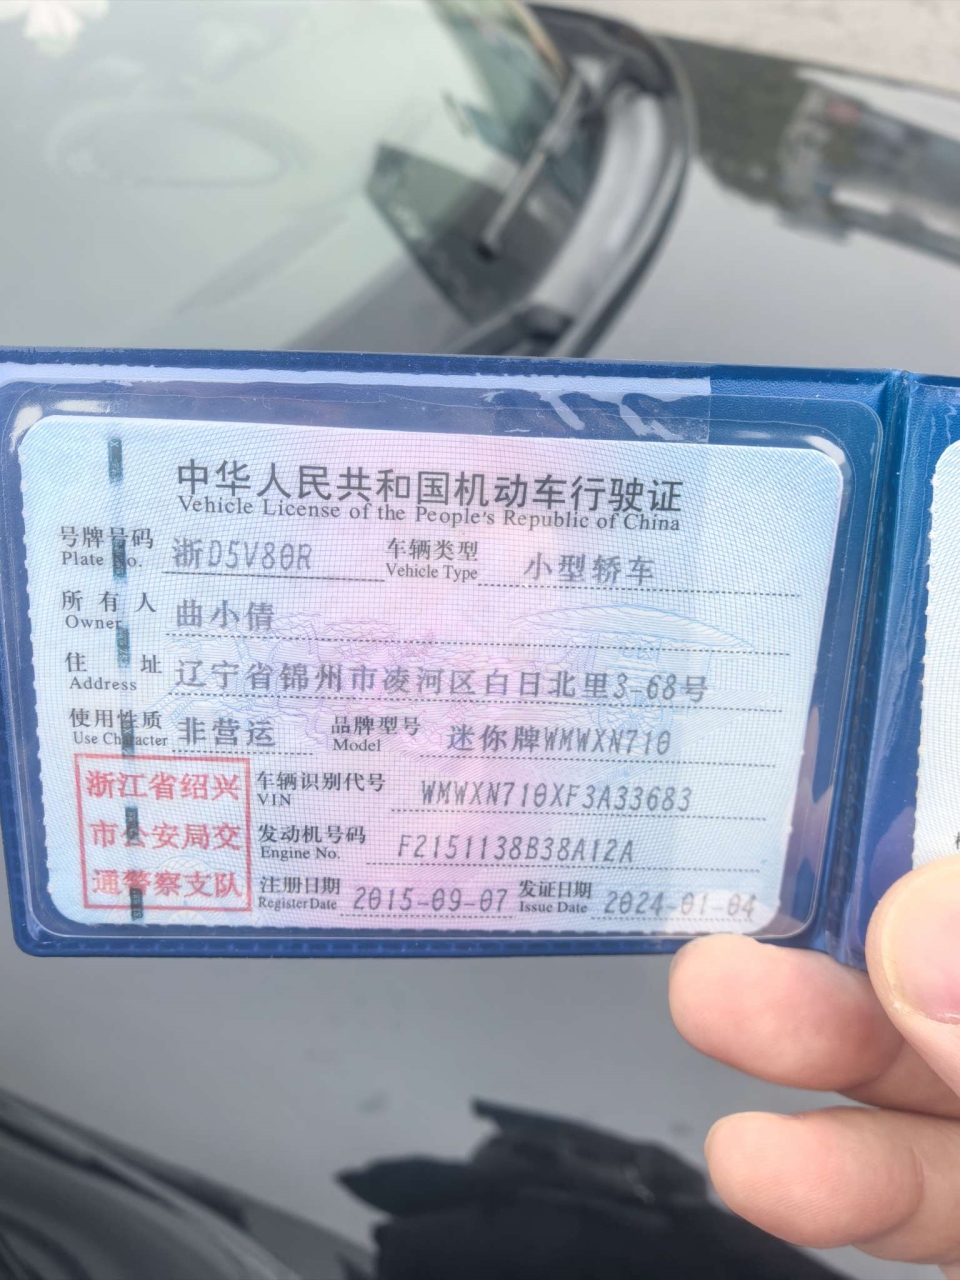 中华人民共和国机动车行驶证
Vehicle License of the People's Republic of China
号牌号码 浙D5V80R 车辆类型 小型轿车
Plate No. Vehicle Type
所有人 曲小倩
Owner
住址 辽宁省锦州市凌河区白日北里3-68号
Address
使用性质 非营运 品牌型号 迷你牌WMWXN710
Use Character Model
浙江省绍兴
市公安局交
通警察支队
车辆识别代号 WMWXN710XF3A33683
VIN
发动机号码 F2151138B38A12A
Engine No.
注册日期 2015-09-07 发证日期 2024-01-04
Register Date Issue Date